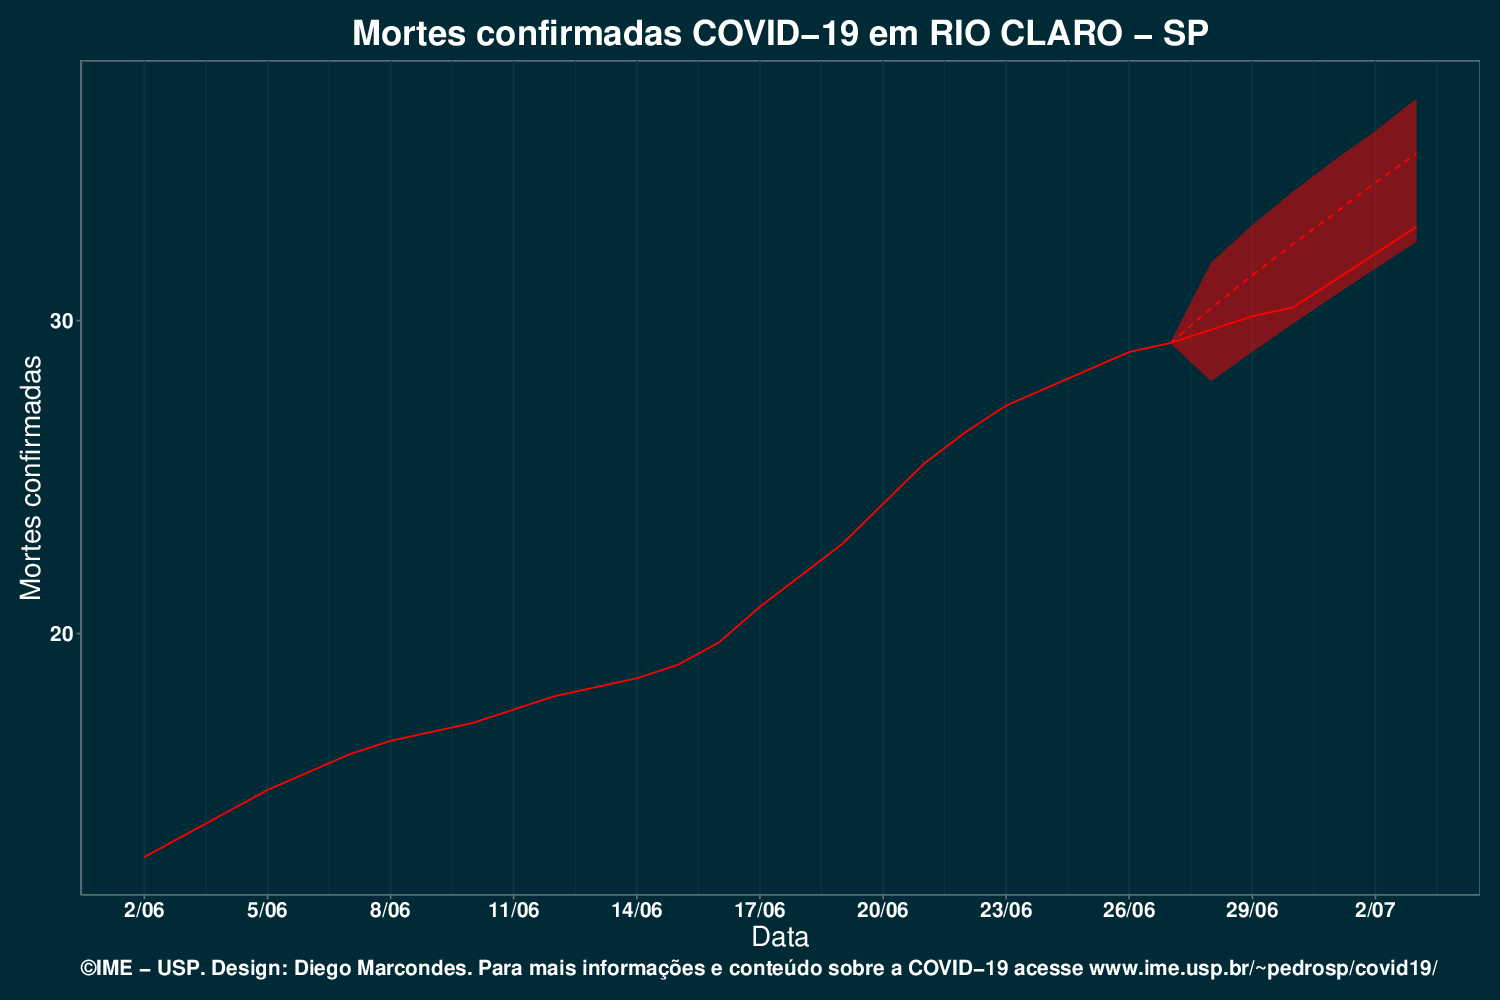 Mortes confirmadas COVID−19 em RIO CLARO − SP
Mortes confirmadas
30
20
2/06 5/06 8/06 11/06 14/06 17/06 20/06 23/06 26/06 29/06 2/07
Data
©IME − USP. Design: Diego Marcondes. Para mais informações e conteúdo sobre a COVID−19 acesse www.ime.usp.br/~pedrosp/covid19/